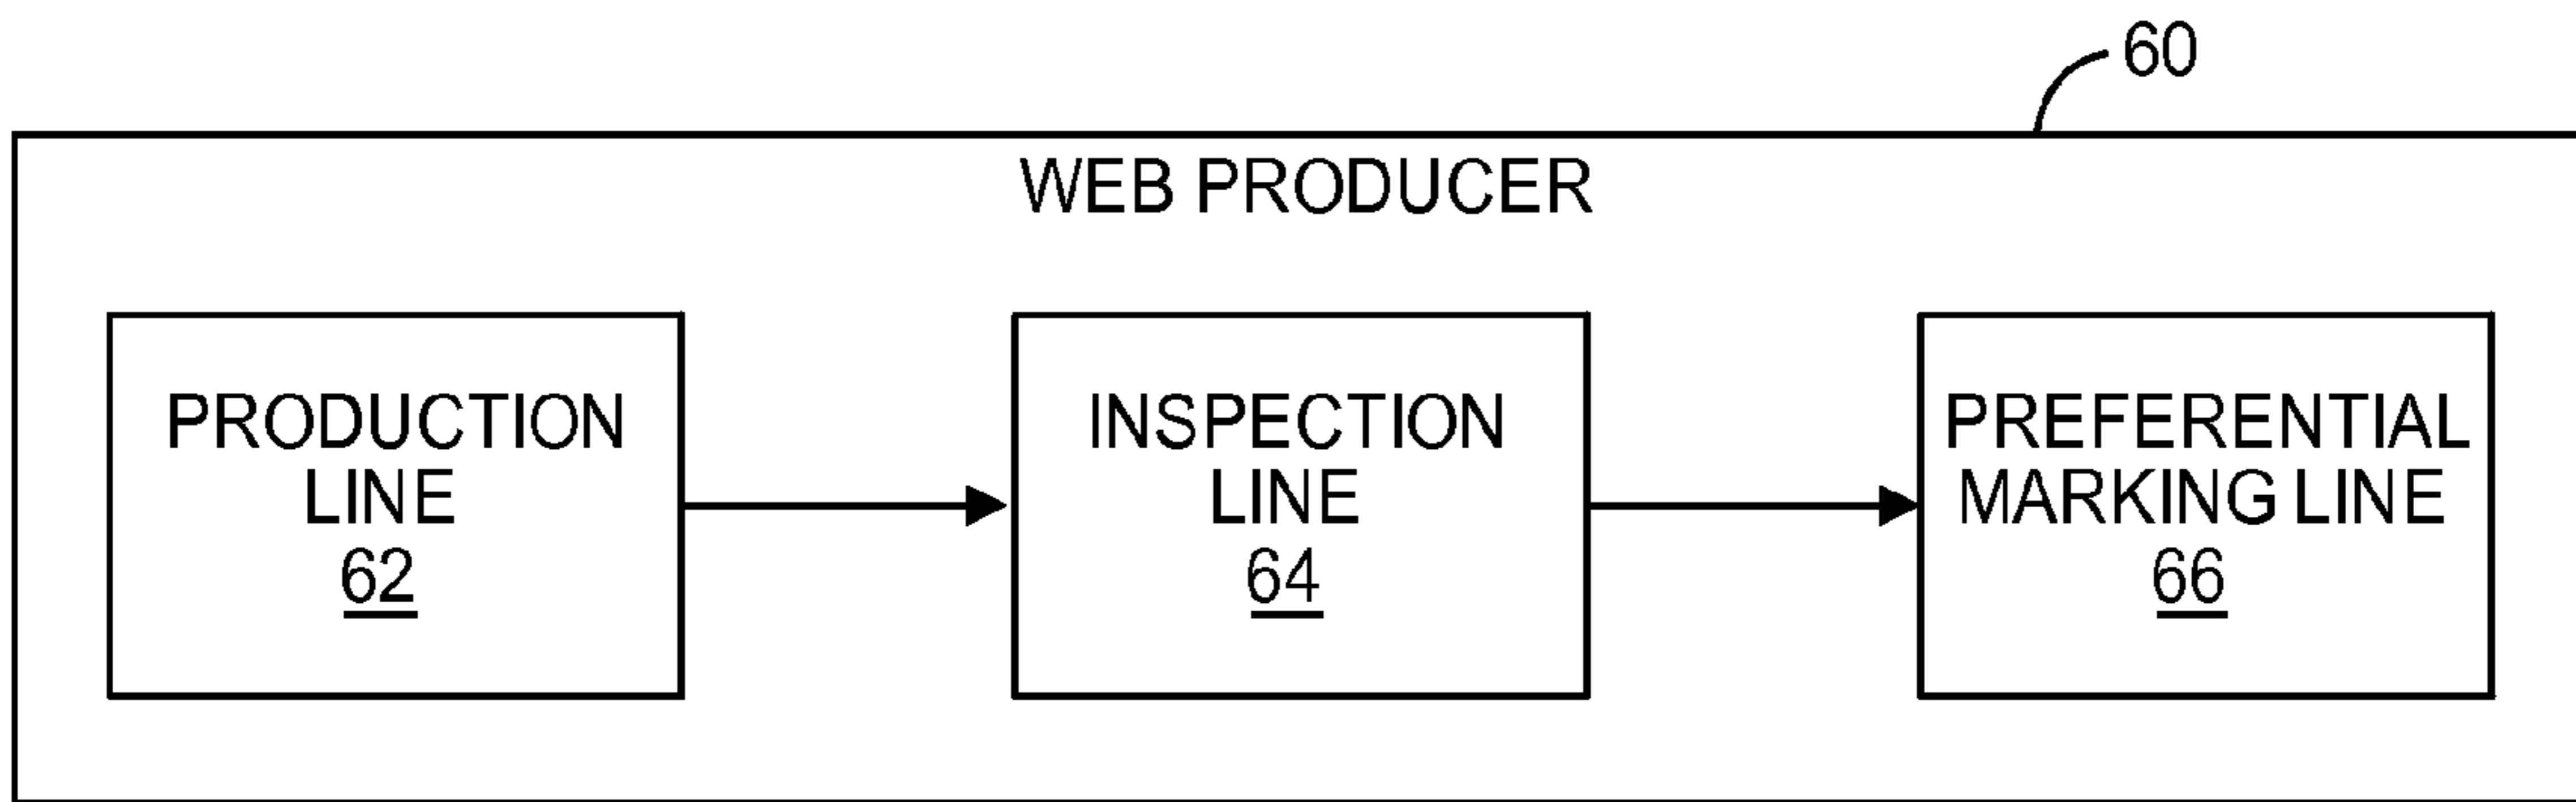 60
WEB PRODUCER
PRODUCTION
LINE
62
INSPECTION
LINE
64
PREFERENTIAL
MARKING LINE
66